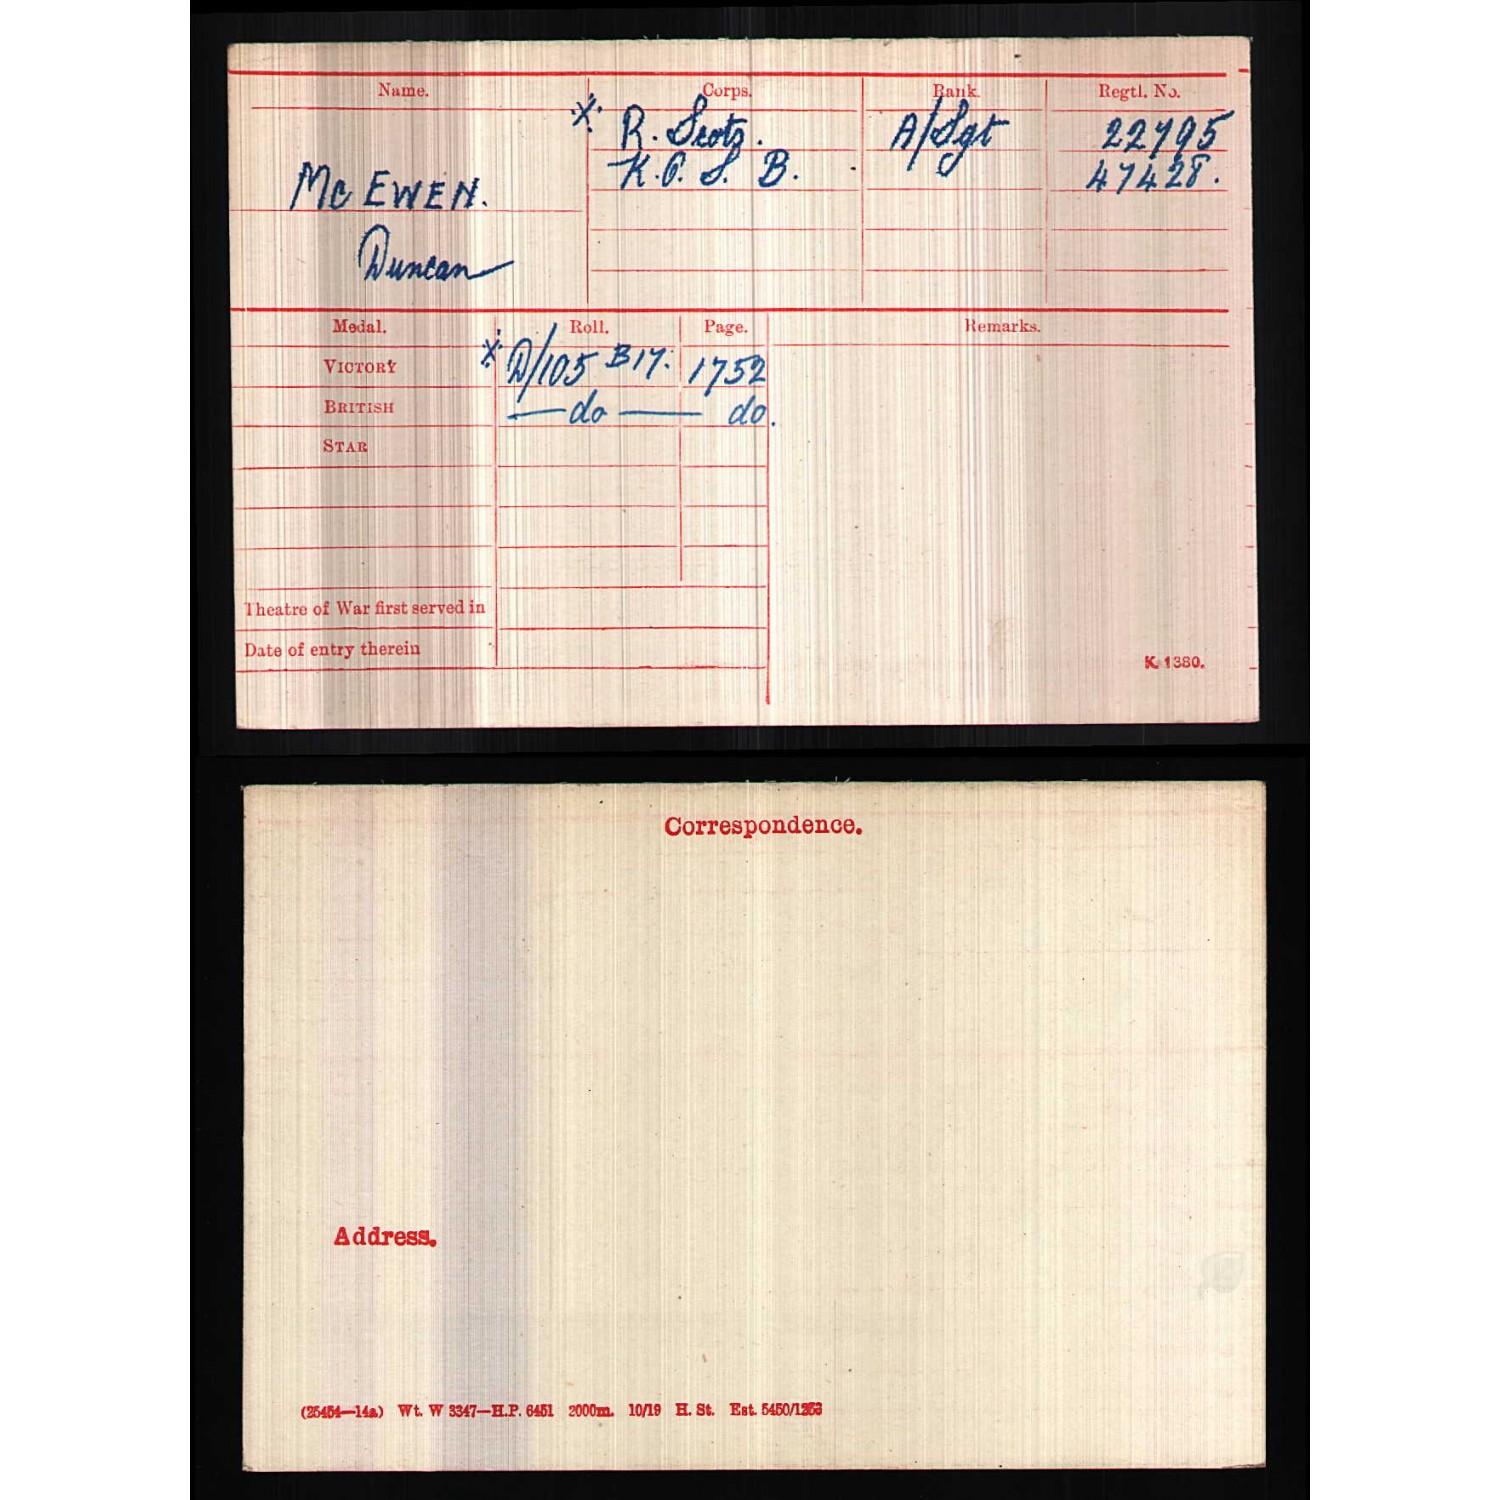 Name. Corps. Rank. Regtl. No.
X R. Scots. A/Sgt 22795
Mc EWEN. K.O.S.B. 47428.
Duncan
Medal. Roll. Page. Remarks.
VICTORY X D/105 B17. 1752
BRITISH —do— do.
STAR
Theatre of War first served in
Date of entry therein
K. 1380.
Correspondence.
Address.
(25454—14a) Wt. W 3347—H.P. 6451 2000m. 10/19 H. St. Est. 5450/1253